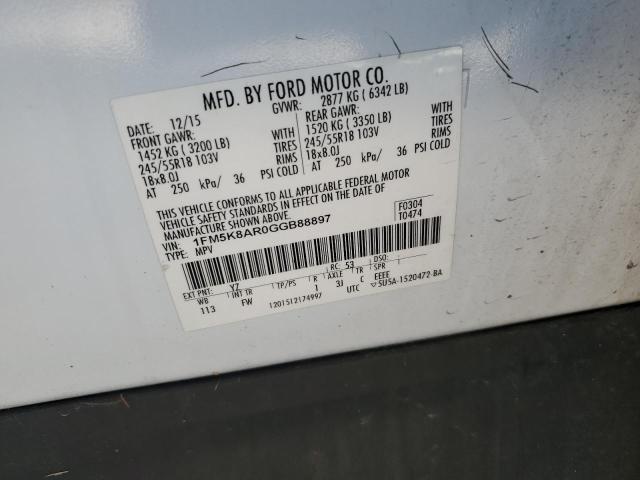 MFD. BY FORD MOTOR CO.
DATE: 12/15 GVWR: 2877 KG ( 6342 LB)
FRONT GAWR: REAR GAWR:
1452 KG ( 3200 LB) WITH 1520 KG ( 3350 LB) WITH
245/55R18 103V TIRES 245/55R18 103V TIRES
18x8.0J RIMS 18x8.0J RIMS
AT 250 kPa/ 36 PSI COLD AT 250 kPa/ 36 PSI COLD
THIS VEHICLE CONFORMS TO ALL APPLICABLE FEDERAL MOTOR
VEHICLE SAFETY STANDARDS IN EFFECT ON THE DATE OF
MANUFACTURE SHOWN ABOVE.
VIN: 1FM5K8AR0GGB88897 F0304
TYPE: MPV T0474
EXT PNT: Y7 RC: 53 DSO:
WB INT TR TP/PS R AXLE TR SPR
113 FW 1 3J C EEEE
1201512174997 UTC ▽5U5A-1520472-BA